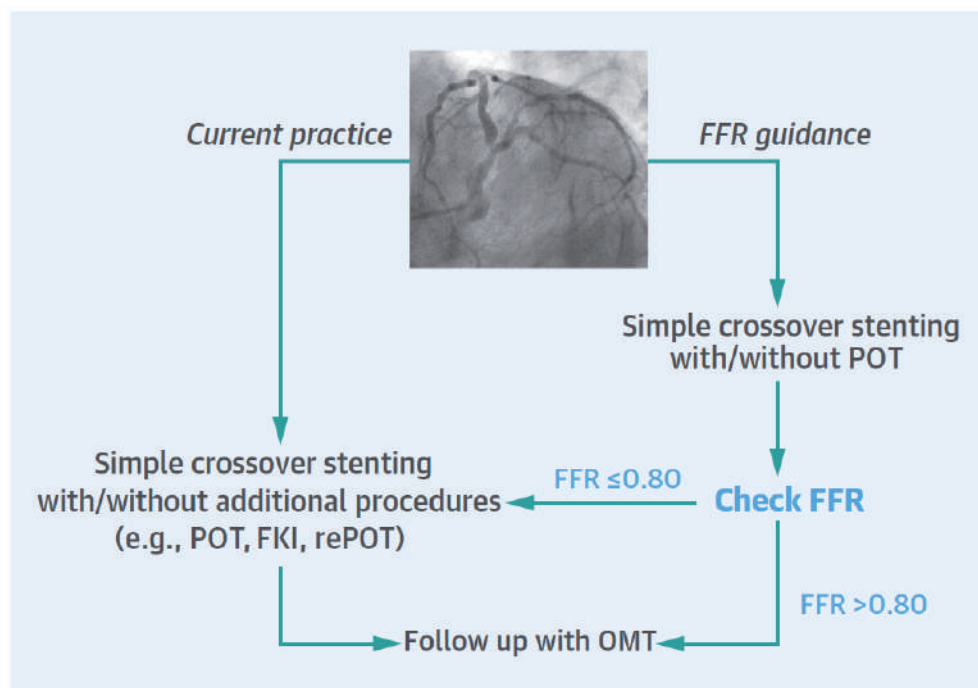 Current practice
FFR guidance
Simple crossover stenting
with/without POT
Simple crossover stenting
with/without additional procedures
(e.g., POT, FKI, rePOT)
FFR ≤0.80
Check FFR
FFR >0.80
Follow up with OMT